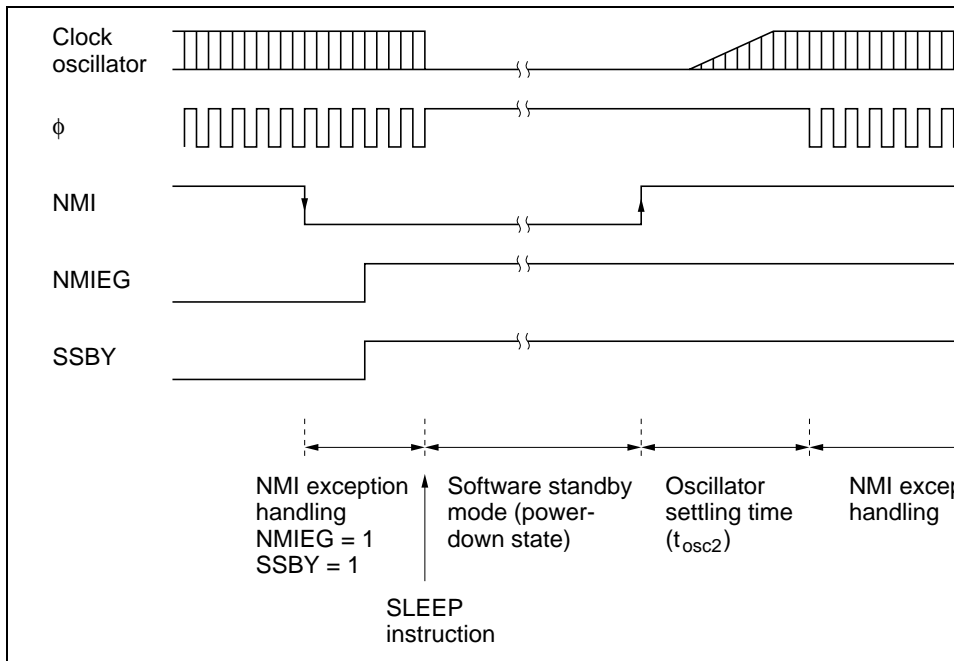 Clock
oscillator
ϕ
NMI
NMIEG
SSBY
NMI exception
handling
NMIEG = 1
SSBY = 1
Software standby
mode (power-
down state)
Oscillator
settling time
(tosc2)
NMI excep
handling
SLEEP
instruction